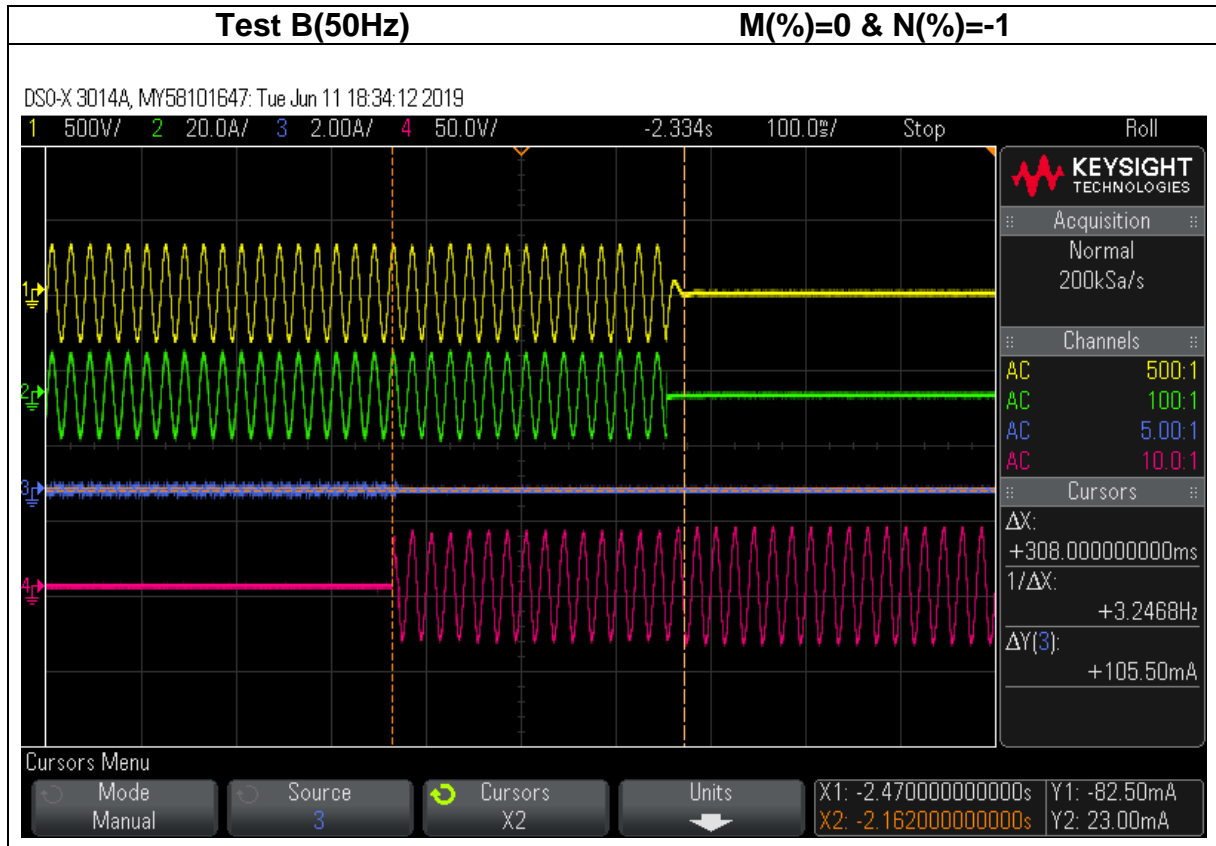 Test B(50Hz) M(%)=0 & N(%)=-1
DSO-X 3014A, MY58101647: Tue Jun 11 18:34:12 2019
1 500V/ 2 20.0A/ 3 2.00A/ 4 50.0V/ -2.334s 100.0ms/ Stop Roll
KEYSIGHT
TECHNOLOGIES
Acquisition
Normal
200kSa/s
Channels
AC 500:1
AC 100:1
AC 5.00:1
AC 10.0:1
Cursors
ΔX:
+308.000000000ms
1/ΔX:
+3.2468Hz
ΔY(3):
+105.50mA
1
2
3
4
Cursors Menu
Mode
Manual
Source
3
Cursors
X2
Units
X1: -2.470000000000s Y1: -82.50mA
X2: -2.162000000000s Y2: 23.00mA